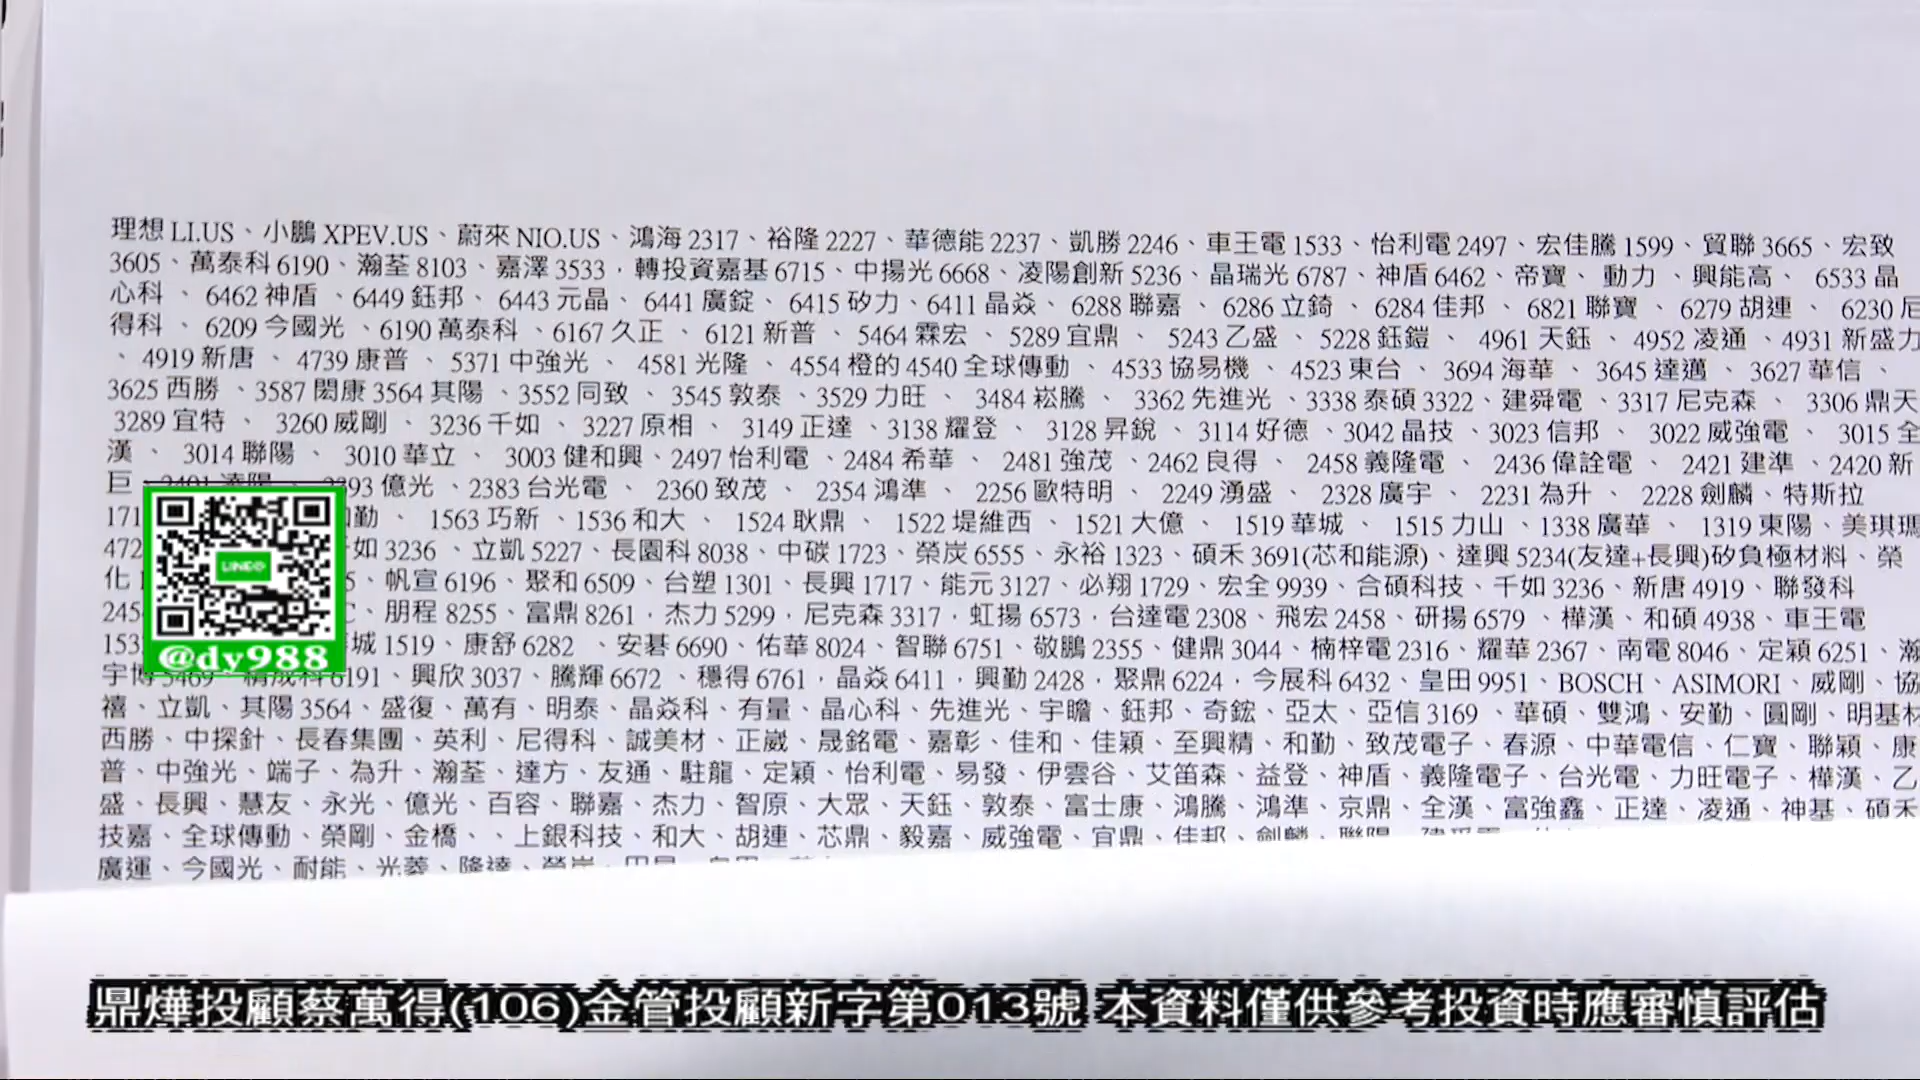 理想 LI.US、小鵬 XPEV.US、蔚來 NIO.US、鴻海 2317、裕隆 2227、華德能 2237、凱勝 2246、車王電 1533、怡利電 2497、宏佳騰 1599、貿聯 3665、宏致
3605、萬泰科 6190、瀚荃 8103、嘉澤 3533，轉投資嘉基 6715、中揚光 6668、凌陽創新 5236、晶瑞光 6787、神盾 6462、帝寶、動力、興能高、 6533 晶
心科 、 6462 神盾 、6449 鈺邦、 6443 元晶、 6441 廣錠、 6415 矽力、6411 晶焱、 6288 聯嘉 、 6286 立錡 、 6284 佳邦 、 6821 聯寶 、 6279 胡連 、 6230 尼
得科 、 6209 今國光 、6190 萬泰科 、6167 久正 、 6121 新普 、 5464 霖宏 、 5289 宜鼎 、 5243 乙盛 、 5228 鈺鎧 、 4961 天鈺 、 4952 凌通 、4931 新盛力
、 4919 新唐 、 4739 康普 、 5371 中強光 、 4581 光隆 、 4554 橙的 4540 全球傳動 、 4533 協易機 、 4523 東台 、 3694 海華 、 3645 達邁 、 3627 華信 、
3625 西勝 、3587 閎康 3564 其陽 、3552 同致 、 3545 敦泰 、3529 力旺 、 3484 崧騰 、 3362 先進光 、3338 泰碩 3322、建舜電 、3317 尼克森 、 3306 鼎天
3289 宜特 、 3260 威剛 、 3236 千如 、 3227 原相 、 3149 正達 、3138 耀登 、 3128 昇銳 、 3114 好德 、3042 晶技 、3023 信邦 、 3022 威強電 、 3015 全
漢 、 3014 聯陽 、 3010 華立 、 3003 健和興、2497 怡利電 、2484 希華 、 2481 強茂 、2462 良得 、 2458 義隆電 、 2436 偉詮電 、 2421 建準 、2420 新
巨 、2401 凌陽 、 2393 億光 、2383 台光電 、 2360 致茂 、 2354 鴻準 、 2256 歐特明 、 2249 湧盛 、 2328 廣宇 、 2231 為升 、 2228 劍麟、特斯拉
171 勤 、 1563 巧新 、1536 和大 、 1524 耿鼎 、 1522 堤維西 、 1521 大億 、 1519 華城 、 1515 力山 、1338 廣華 、 1319 東陽、美琪瑪
472 如 3236 、立凱 5227、長園科 8038、中碳 1723、榮炭 6555、永裕 1323、碩禾 3691(芯和能源)、達興 5234(友達+長興)矽負極材料、榮
化 帆宣 6196、聚和 6509、台塑 1301、長興 1717、能元 3127、必翔 1729、宏全 9939、合碩科技、千如 3236、新唐 4919、聯發科
245 C、朋程 8255、富鼎 8261，杰力 5299，尼克森 3317，虹揚 6573，台達電 2308、飛宏 2458、研揚 6579 、樺漢、和碩 4938、車王電
153 城 1519、康舒 6282 、安碁 6690、佑華 8024、智聯 6751、敬鵬 2355、健鼎 3044、楠梓電 2316、耀華 2367、南電 8046、定穎 6251、瀚
宇博 5469、精成科 6191、興欣 3037、騰輝 6672 、穩得 6761，晶焱 6411 ，興勤 2428，聚鼎 6224，今展科 6432、皇田 9951、BOSCH、ASIMORI、威剛、協
禧、立凱、其陽 3564、盛復、萬有、明泰、晶焱科、有量、晶心科、先進光、宇瞻、鈺邦、奇鋐、亞太、亞信 3169 、華碩、雙鴻、安勤、圓剛、明基材
西勝、中探針、長春集團、英利、尼得科、誠美材、正崴、晟銘電、嘉彰、佳和、佳穎、至興精、和勤、致茂電子、春源、中華電信、仁寶、聯穎、康
普、中強光、端子、為升、瀚荃、達方、友通、駐龍、定穎、怡利電、易發、伊雲谷、艾笛森、益登、神盾、義隆電子、台光電、力旺電子、樺漢、乙
盛、長興、慧友、永光、億光、百容、聯嘉、杰力、智原、大眾、天鈺、敦泰、富士康、鴻騰、鴻準、京鼎、全漢、富強鑫、正達、凌通、神基、碩禾
技嘉、全球傳動、榮剛、金橋、、上銀科技、和大、胡連、芯鼎、毅嘉、威強電、宜鼎、佳邦、劍麟、聯陽
廣運、今國光、耐能、光菱、隆達
LINE@
@dy988
鼎燁投顧蔡萬得(106)金管投顧新字第013號 本資料僅供參考投資時應審慎評估